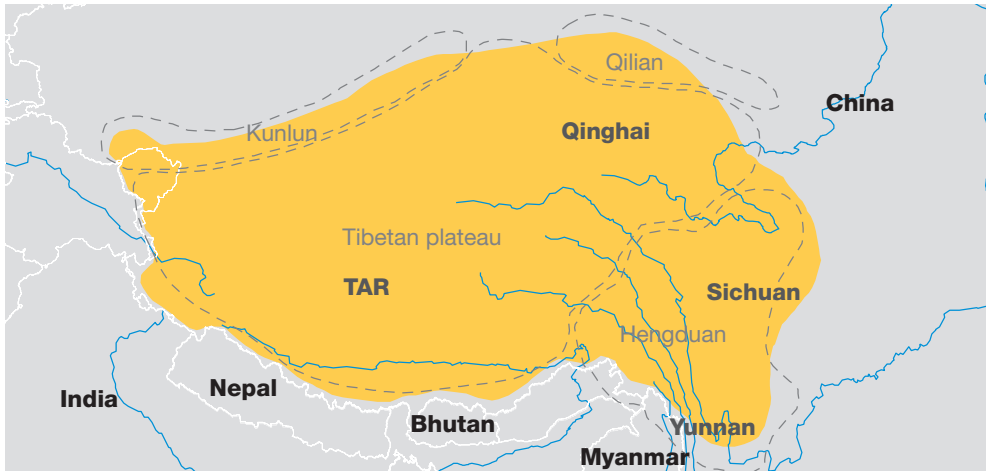 Qilian
China
Kunlun
Qinghai
Tibetan plateau
TAR
Sichuan
Hengduan
Nepal
India
Bhutan
Yunnan
Myanmar